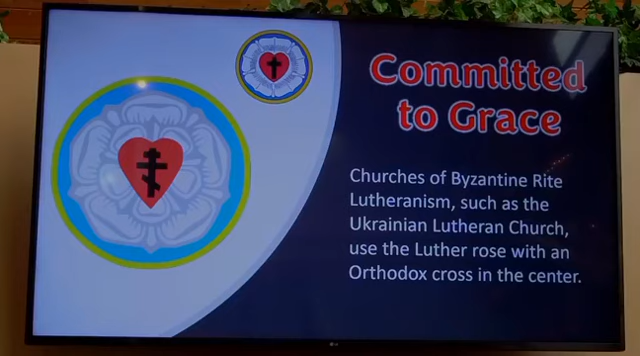 Committed
to Grace
Churches of Byzantine Rite
Lutheranism, such as the
Ukrainian Lutheran Church,
use the Luther rose with an
Orthodox cross in the center.
LG